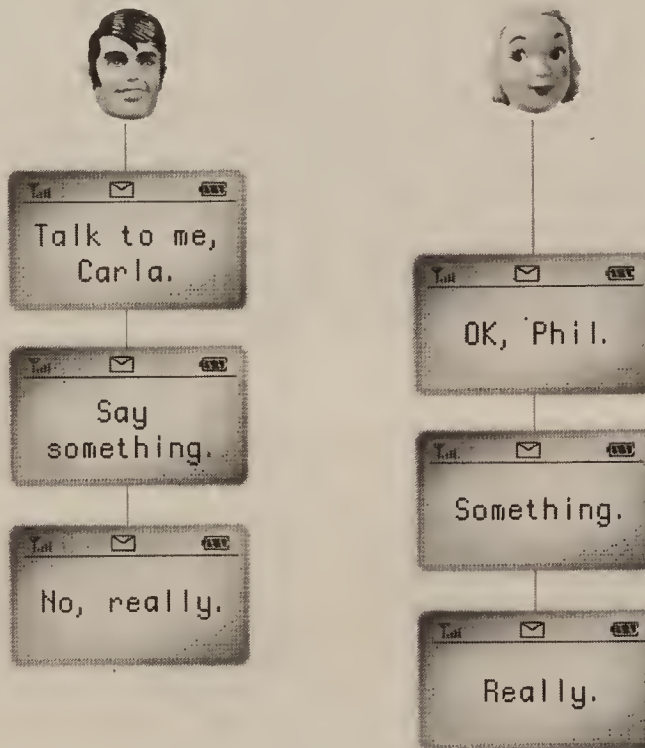 Talk to me,
Carla.
OK, Phil.
Say
something.
Something.
No, really.
Really.